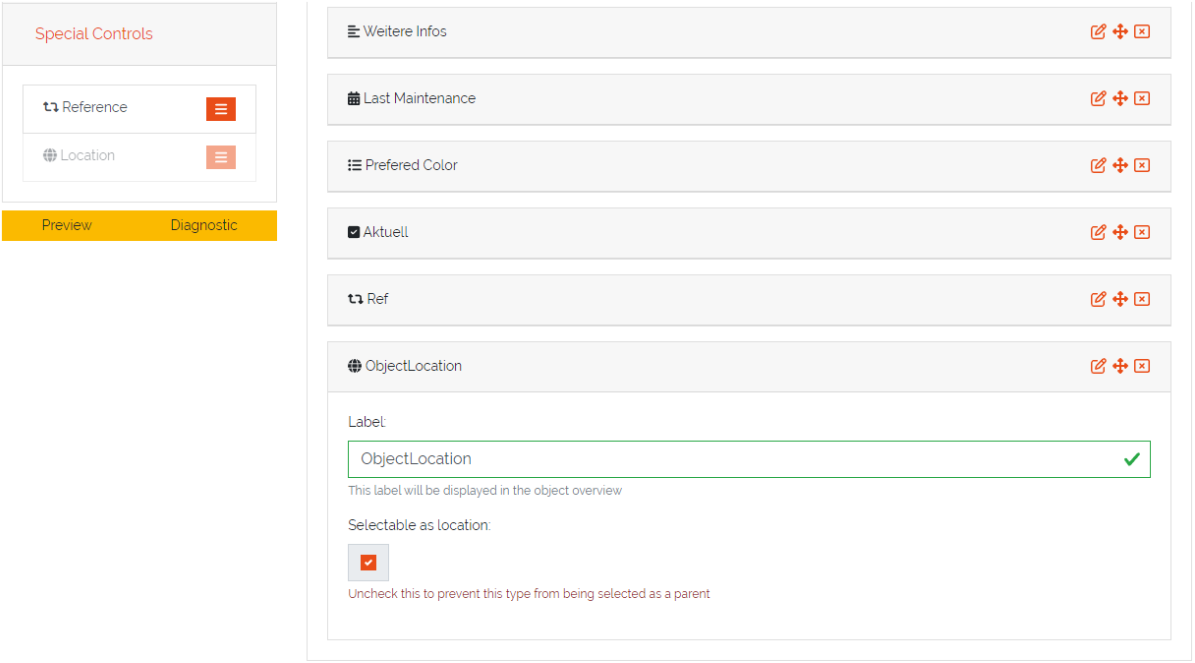 Special Controls
Reference
Location
Preview Diagnostic
Weitere Infos
Last Maintenance
Prefered Color
Aktuell
Ref
ObjectLocation
Label:
ObjectLocation
This label will be displayed in the object overview
Selectable as location:
Uncheck this to prevent this type from being selected as a parent